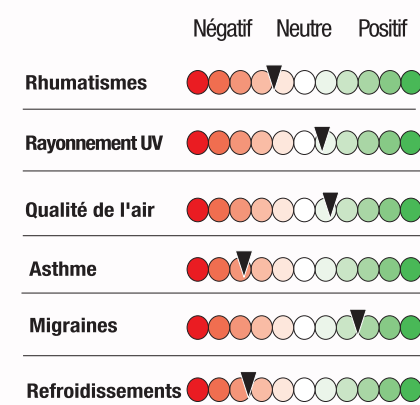 Négatif Neutre Positif
Rhumatismes
Rayonnement UV
Qualité de l'air
Asthme
Migraines
Refroidissements